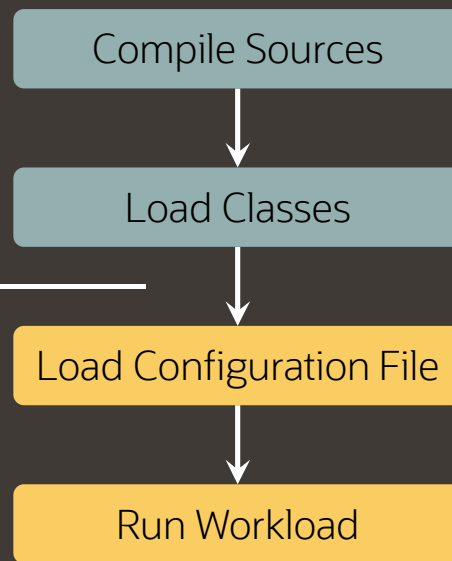 Compile Sources
Load Classes
Load Configuration File
Run Workload